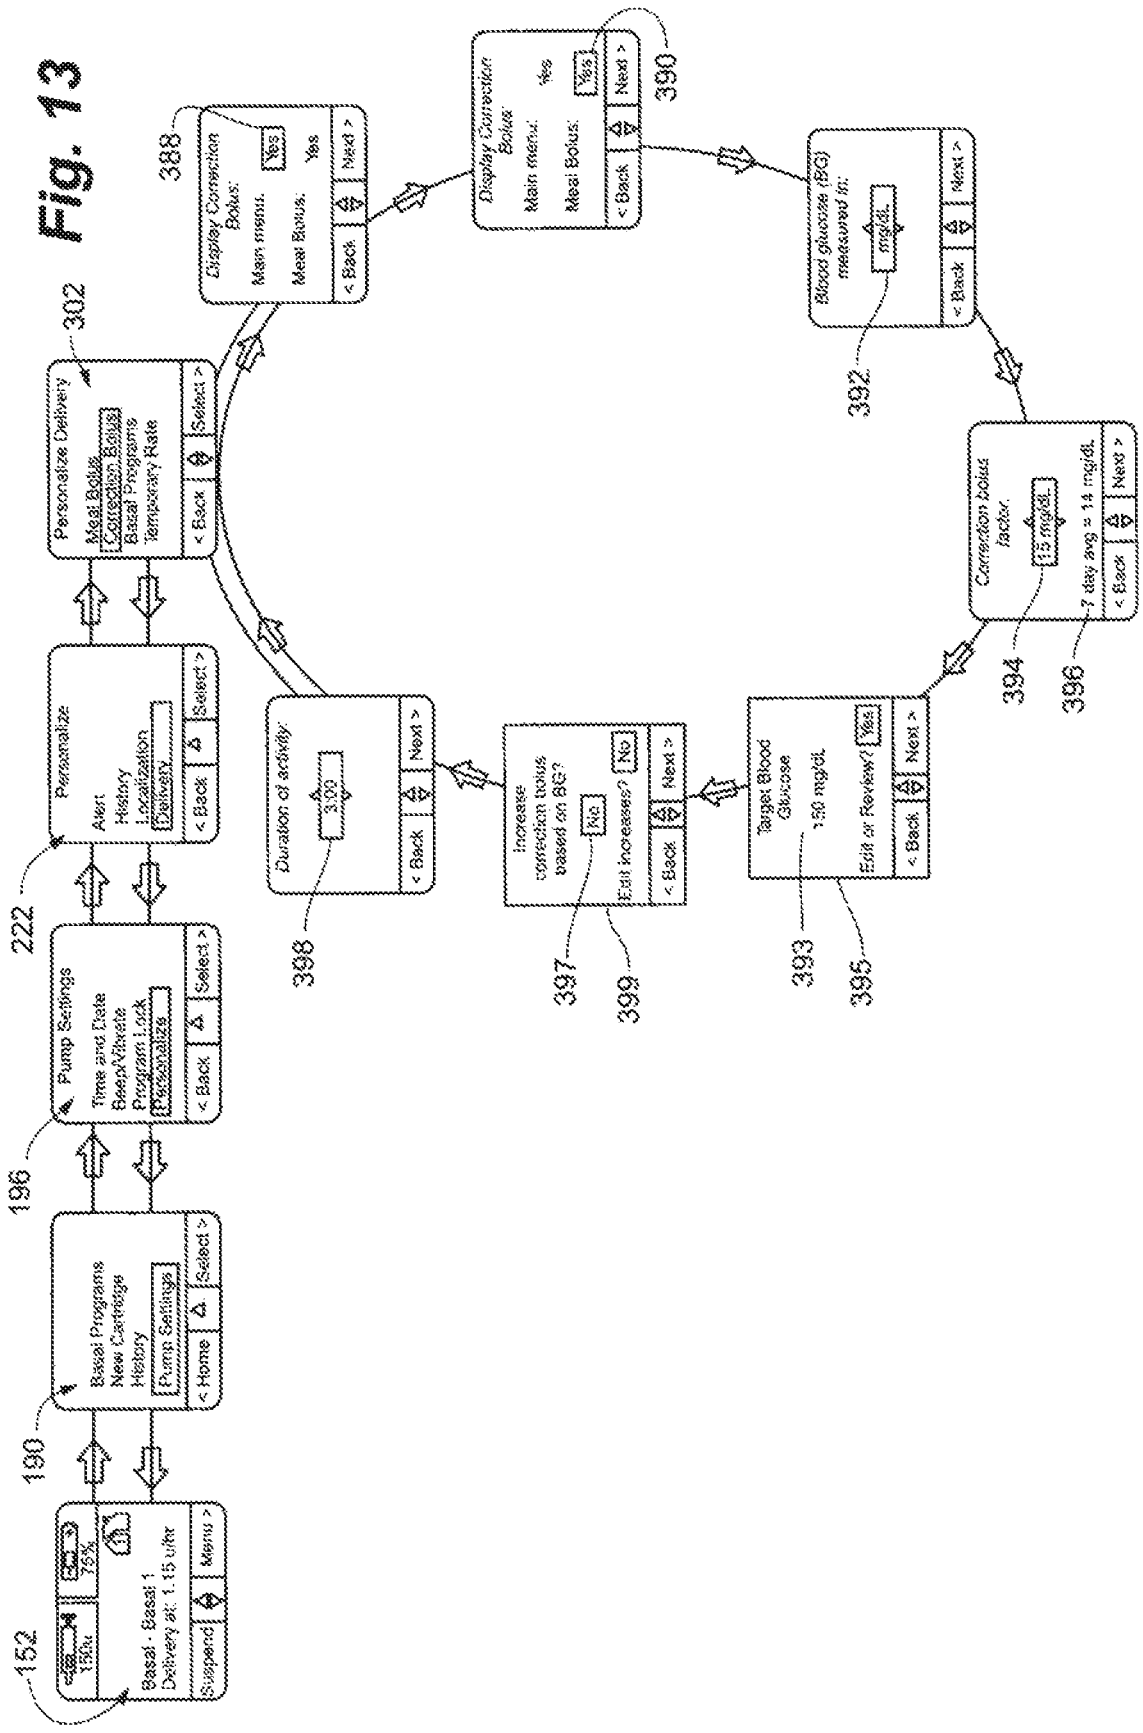 Fig. 13
152
150u
75%
Basal - Basal 1
Delivery at: 1.15 u/hr
Suspend
Menu >
190
Basal Programs
New Cartridge
History
Pump Settings
< Home
Select >
196
Pump Settings
Time and Date
Beep/Vibrate
Program Lock
Personalize
< Back
Select >
222
Personalize
Alert
History
Localization
Delivery
< Back
Select >
302
Personalize Delivery
Meal Bolus
Correction Bolus
Basal Programs
Temporary Rate
< Back
Select >
388
Display Correction
Bolus:
Main menu:
Yes
Meal Bolus:
Yes
< Back
Next >
390
Display Correction
Bolus:
Main menu:
Yes
Meal Bolus:
Yes
< Back
Next >
392
Blood glucose (BG)
measured in:
mg/dL
< Back
Next >
394
396
Correction bolus
factor:
15 mg/dL
7 day avg = 14 mg/dL
< Back
Next >
393
395
Target Blood
Glucose
150 mg/dL
Edit or Review?
Yes
< Back
Next >
397
399
Increase
correction bolus
based on BG?
No
Edit increases?
No
< Back
Next >
398
Duration of activity:
3:00
< Back
Next >